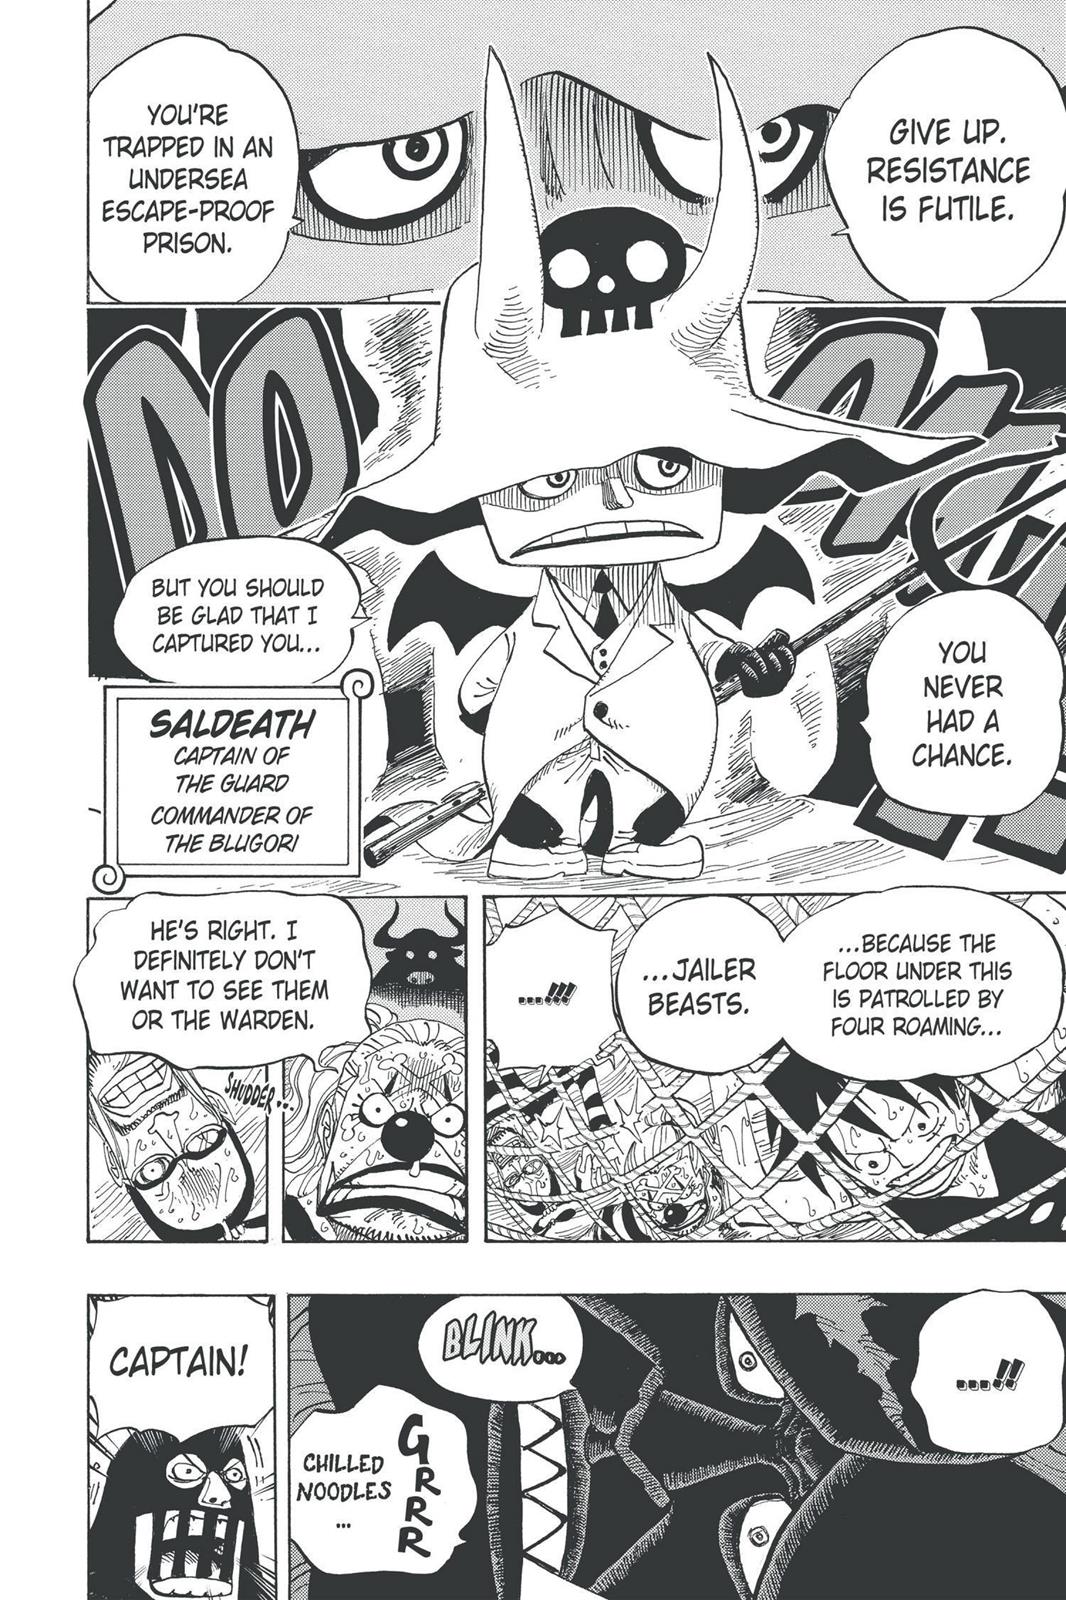 GIVE UP.
RESISTANCE
IS FUTILE.
YOU'RE
TRAPPED IN AN
UNDERSEA
ESCAPE-PROOF
PRISON.
YOU
NEVER
HAD A
CHANCE.
BUT YOU SHOULD
BE GLAD THAT I
CAPTURED YOU...
SALDEATH
CAPTAIN OF
THE GUARD
COMMANDER OF
THE BLUGORI
...BECAUSE THE
FLOOR UNDER THIS
IS PATROLLED BY
FOUR ROAMING...
...JAILER
BEASTS.
...!!!
HE'S RIGHT. I
DEFINITELY DON'T
WANT TO SEE THEM
OR THE WARDEN.
SHUDDER...
....!!
BLINK...
GRRR
CHILLED
NOODLES
...
CAPTAIN!